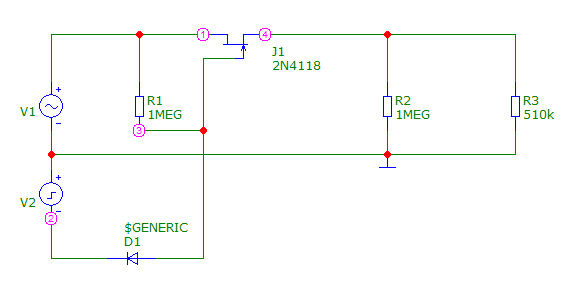 1
4
J1
2N4118
+
V1
-
R1
1MEG
3
R2
1MEG
R3
510k
+
V2
-
2
$GENERIC
D1